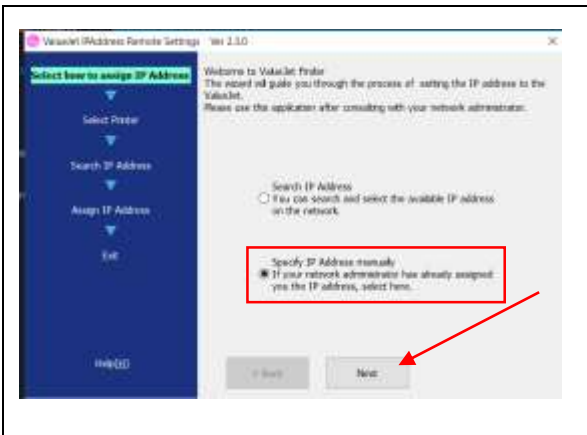 ValueJet IPAddress Remote Settings Ver 2.3.0
Select how to assign IP Address
Select Printer
Search IP Address
Assign IP Address
Exit
Help(H)
Welcome to ValueJet Finder
The wizard will guide you through the process of setting the IP address to the
ValueJet.
Please use this application after consulting with your network administrator.
Search IP Address
You can search and select the available IP address
on the network.
Specify IP Address manually
If your network administrator has already assigned
you the IP address, select here.
< Back
Next